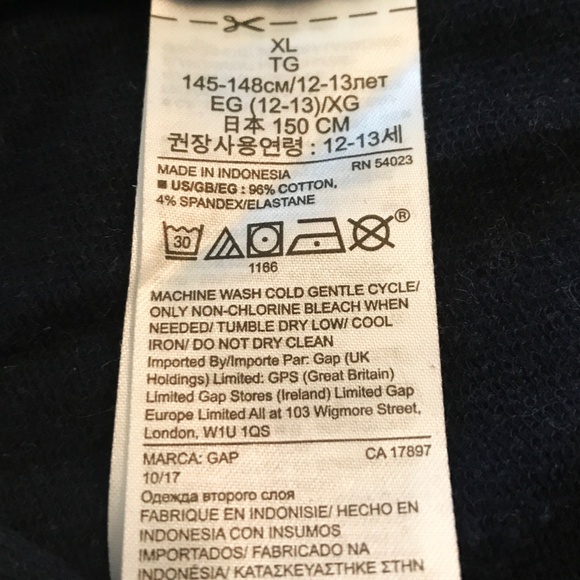 XL
TG
145-148см/12-13лет
EG (12-13)/XG
日本 150 CM
권장사용연령 : 12-13세
MADE IN INDONESIA RN 54023
■ US/GB/EG : 96% COTTON,
4% SPANDEX/ELASTANE
30 ®
1166
MACHINE WASH COLD GENTLE CYCLE/
ONLY NON-CHLORINE BLEACH WHEN
NEEDED/ TUMBLE DRY LOW/ COOL
IRON/ DO NOT DRY CLEAN
Imported By/Importe Par: Gap (UK
Holdings) Limited: GPS (Great Britain)
Limited Gap Stores (Ireland) Limited Gap
Europe Limited All at 103 Wigmore Street,
London, W1U 1QS
MARCA: GAP CA 17897
10/17
Одежда второго слоя
FABRIQUE EN INDONESIE/ HECHO EN
INDONESIA CON INSUMOS
IMPORTADOS/ FABRICADO NA
INDONÉSIA/ ΚΑΤΑΣΚΕΥΑΣΤΗΚΕ ΣΤΗΝ